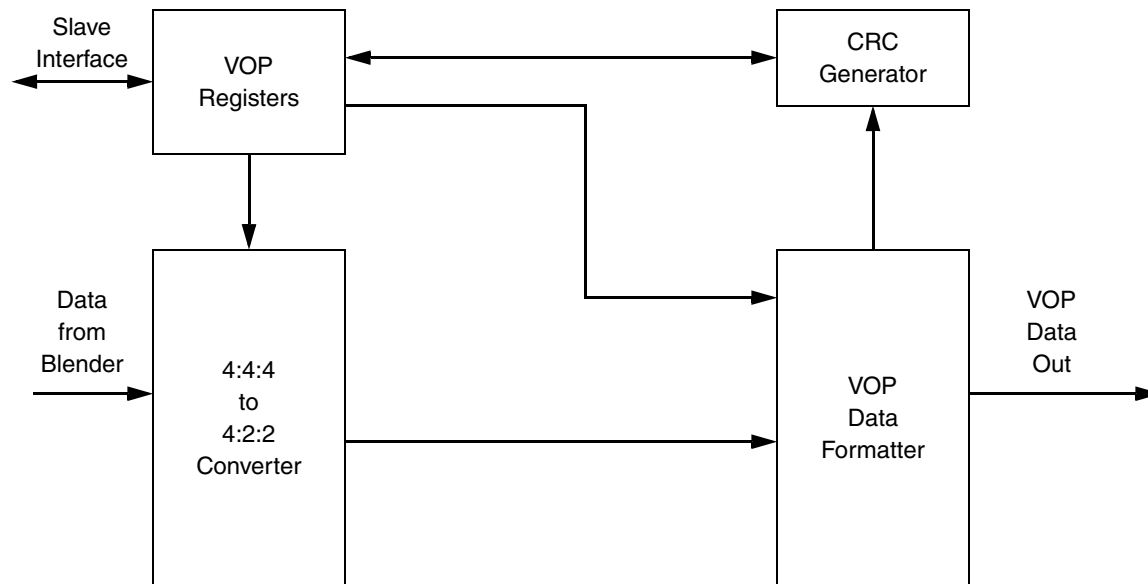 Slave
Interface
VOP
Registers
CRC
Generator
Data
from
Blender
4:4:4
to
4:2:2
Converter
VOP
Data
Formatter
VOP
Data
Out